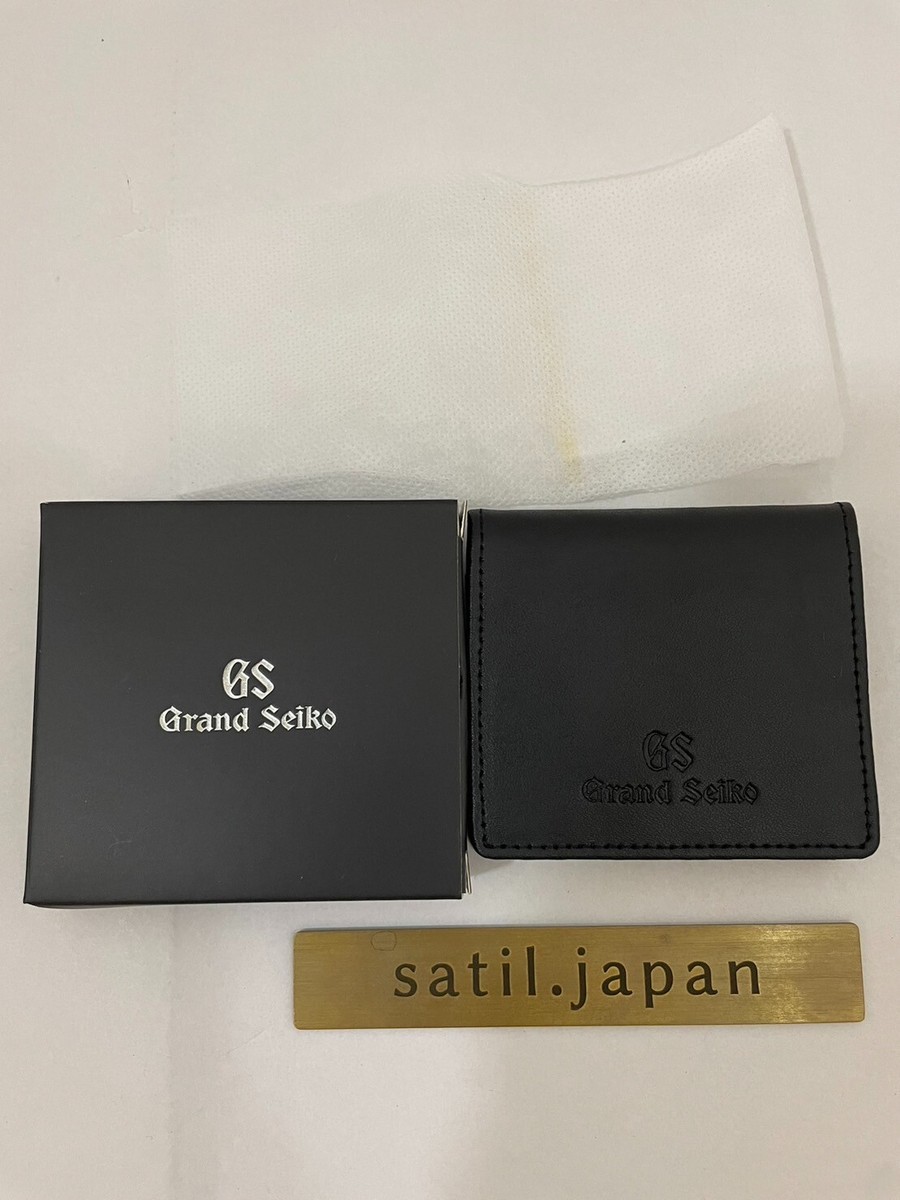 GS
Grand Seiko
GS
Grand Seiko
satil.japan